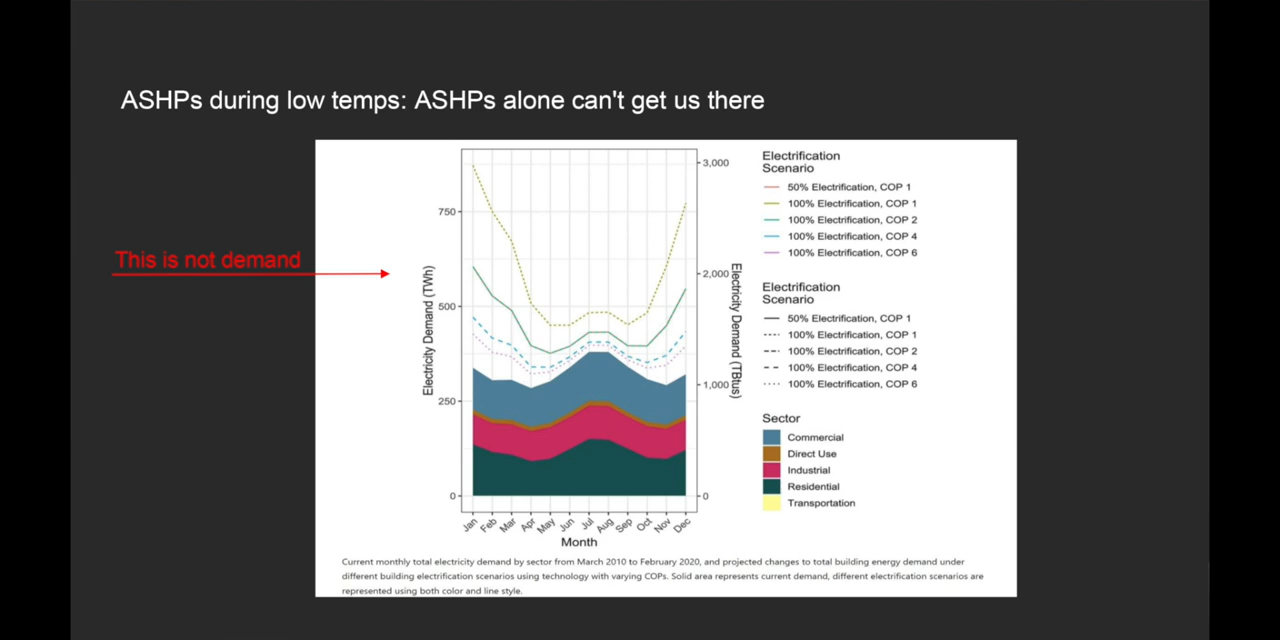 ASHPs during low temps: ASHPs alone can't get us there
This is not demand
Electricity Demand (TWh)
750
500
250
0
3,000
2,000
1,000
0
Electricity Demand (TBtus)
Jan
Feb
Mar
Apr
May
Jun
Jul
Aug
Sep
Oct
Nov
Dec
Month
Electrification
Scenario
50% Electrification, COP 1
100% Electrification, COP 1
100% Electrification, COP 2
100% Electrification, COP 4
100% Electrification, COP 6
Electrification
Scenario
50% Electrification, COP 1
100% Electrification, COP 1
100% Electrification, COP 2
100% Electrification, COP 4
100% Electrification, COP 6
Sector
Commercial
Direct Use
Industrial
Residential
Transportation
Current monthly total electricity demand by sector from March 2010 to February 2020, and projected changes to total building energy demand under
different building electrification scenarios using technology with varying COPs. Solid area represents current demand, different electrification scenarios are
represented using both color and line style.